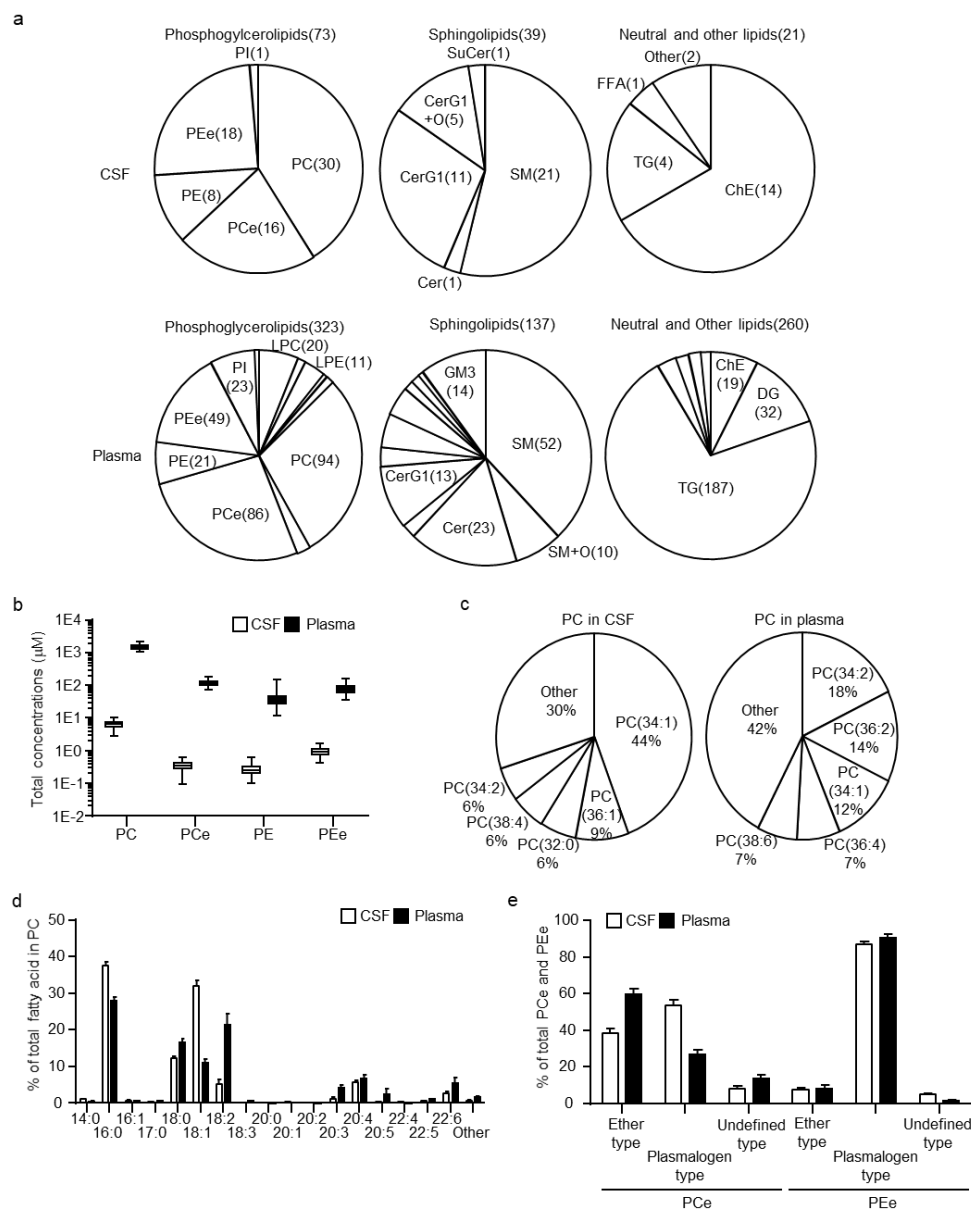 a
Phosphogylcerolipids(73)
PI(1)
PEe(18)
PC(30)
PE(8)
PCe(16)
CSF
Sphingolipids(39)
SuCer(1)
CerG1
+O(5)
CerG1(11)
SM(21)
Cer(1)
Neutral and other lipids(21)
Other(2)
FFA(1)
TG(4)
ChE(14)
Phosphoglycerolipids(323)
LPC(20)
LPE(11)
PI
(23)
PEe(49)
PC(94)
PE(21)
PCe(86)
Plasma
Sphingolipids(137)
GM3
(14)
SM(52)
CerG1(13)
Cer(23)
SM+O(10)
Neutral and Other lipids(260)
ChE
(19)
DG
(32)
TG(187)
b
CSF Plasma
Total concentrations (µM)
1E+4
1E+3
1E+2
1E+1
1E+0
1E−1
1E−2
PC PCe PE PEe
c
PC in CSF
Other
30%
PC(34:1)
44%
PC(34:2)
6%
PC(38:4)
6%
PC(32:0)
6%
PC
(36:1)
9%
PC in plasma
PC(34:2)
18%
Other
42%
PC(36:2)
14%
PC
(34:1)
12%
PC(38:6)
7%
PC(36:4)
7%
d
CSF Plasma
% of total fatty acid in PC
50
40
30
20
10
0
14:0 16:1 18:0 18:2 20:0 20:2 20:4 22:4 22:6
16:0 17:0 18:1 18:3 20:1 20:3 20:5 22:5 Other
e
CSF Plasma
% of total PCe and PEe
100
80
60
40
20
0
Ether
type
Plasmalogen
type
Undefined
type
Ether
type
Plasmalogen
type
Undefined
type
PCe PEe